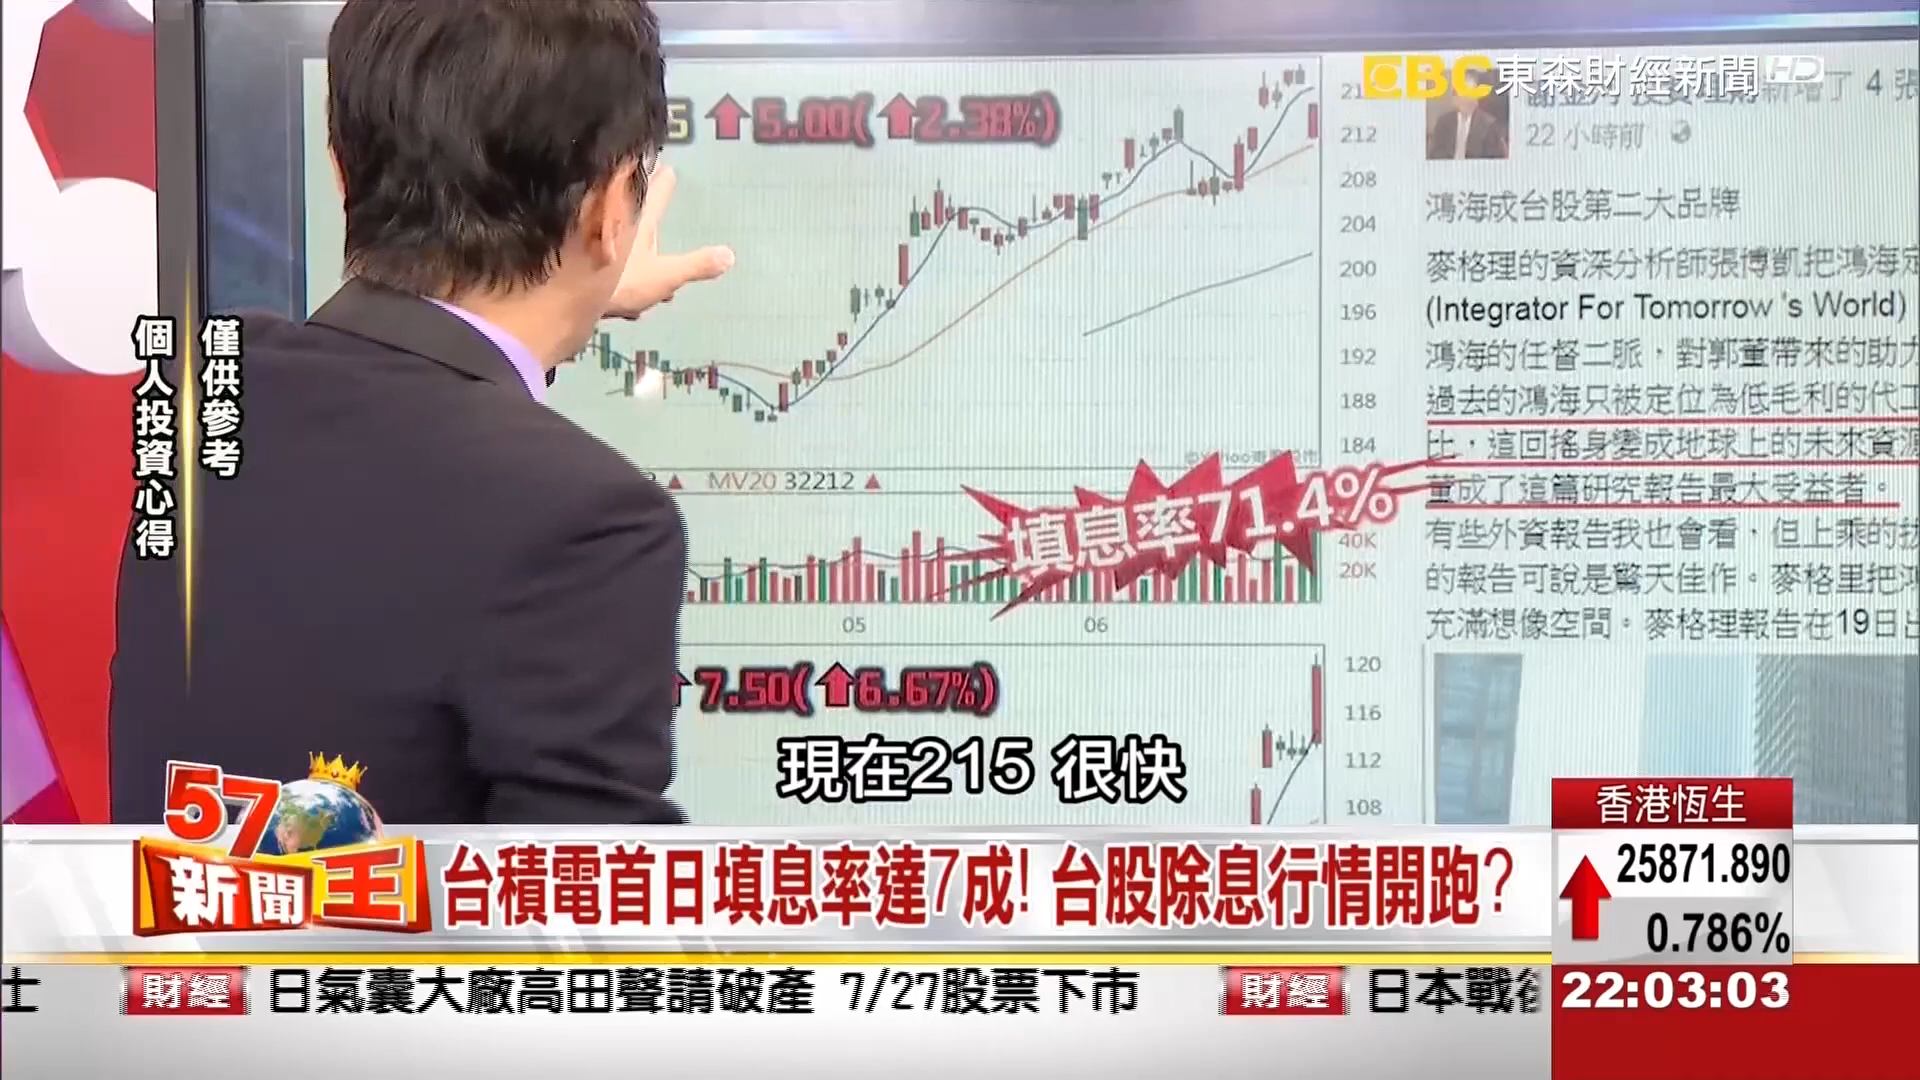 EBC 東森財經新聞 HD
5 ↑5.00(↑2.38%)
212
208
204
200
196
192
188
184
22 小時前
鴻海成台股第二大品牌
麥格理的資深分析師張博凱把鴻海定
(Integrator For Tomorrow 's World)
鴻海的任督二脈，對郭董帶來的助力
過去的鴻海只被定位為低毛利的代工
比，這回搖身變成地球上的未來資源
董成了這篇研究報告最大受益者。
有些外資報告我也會看，但上乘的拔
的報告可說是驚天佳作。麥格里把鴻
充滿想像空間。麥格理報告在19日出
僅供參考
個人投資心得
MV20 32212
填息率71.4%
40K
20K
05
06
↑7.50(↑6.67%)
120
116
112
108
現在215 很快
57
新聞王
台積電首日填息率達7成! 台股除息行情開跑?
香港恆生
25871.890
0.786%
士
財經
日氣囊大廠高田聲請破產 7/27股票下市
財經
日本戰後
22:03:03